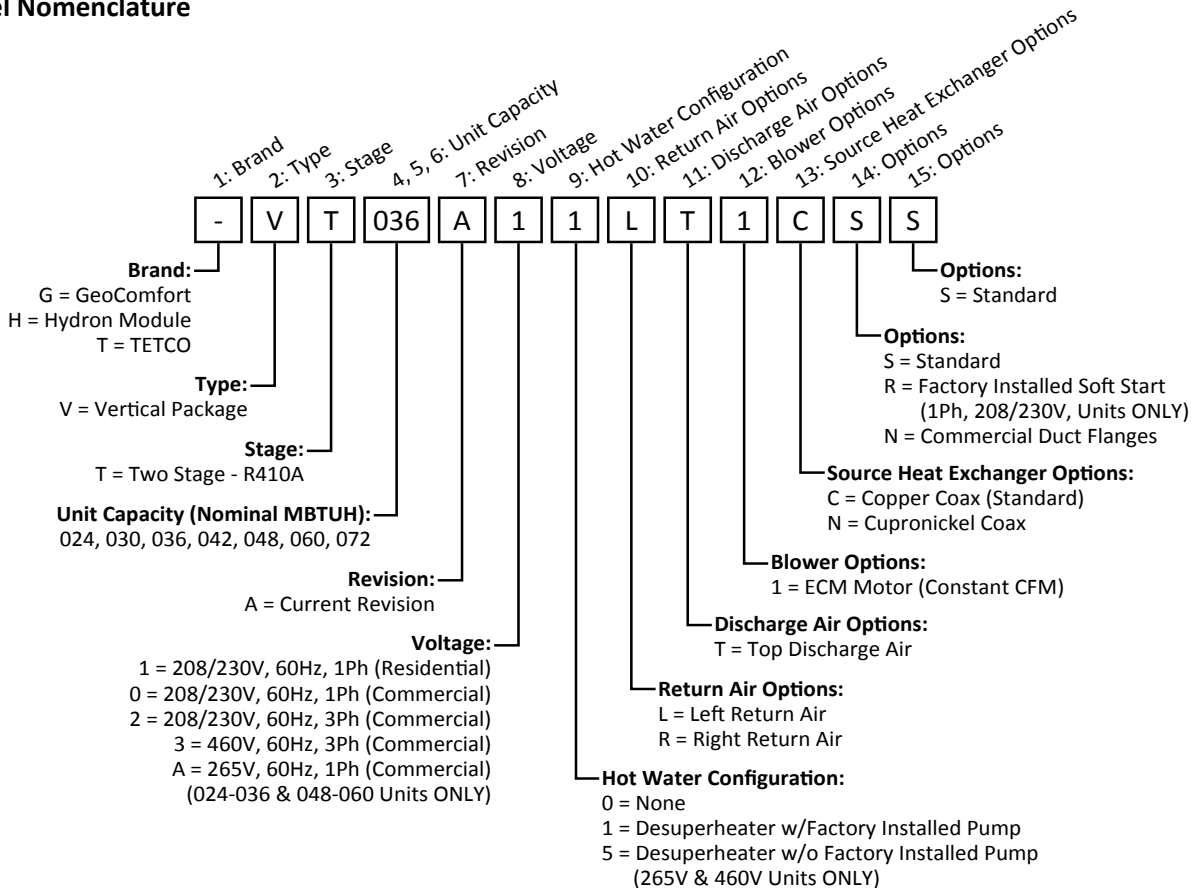 el Nomenclature
1: Brand
2: Type
3: Stage
4, 5, 6: Unit Capacity
7: Revision
8: Voltage
9: Hot Water Configuration
10: Return Air Options
11: Discharge Air Options
12: Blower Options
13: Source Heat Exchanger Options
14: Options
15: Options
- V T 036 A 1 1 L T 1 C S S
Brand:
G = GeoComfort
H = Hydron Module
T = TETCO
Type:
V = Vertical Package
Stage:
T = Two Stage - R410A
Unit Capacity (Nominal MBTUH):
024, 030, 036, 042, 048, 060, 072
Revision:
A = Current Revision
Voltage:
1 = 208/230V, 60Hz, 1Ph (Residential)
0 = 208/230V, 60Hz, 1Ph (Commercial)
2 = 208/230V, 60Hz, 3Ph (Commercial)
3 = 460V, 60Hz, 3Ph (Commercial)
A = 265V, 60Hz, 1Ph (Commercial)
(024-036 & 048-060 Units ONLY)
Options:
S = Standard
Options:
S = Standard
R = Factory Installed Soft Start
(1Ph, 208/230V, Units ONLY)
N = Commercial Duct Flanges
Source Heat Exchanger Options:
C = Copper Coax (Standard)
N = Cupronickel Coax
Blower Options:
1 = ECM Motor (Constant CFM)
Discharge Air Options:
T = Top Discharge Air
Return Air Options:
L = Left Return Air
R = Right Return Air
Hot Water Configuration:
0 = None
1 = Desuperheater w/Factory Installed Pump
5 = Desuperheater w/o Factory Installed Pump
(265V & 460V Units ONLY)